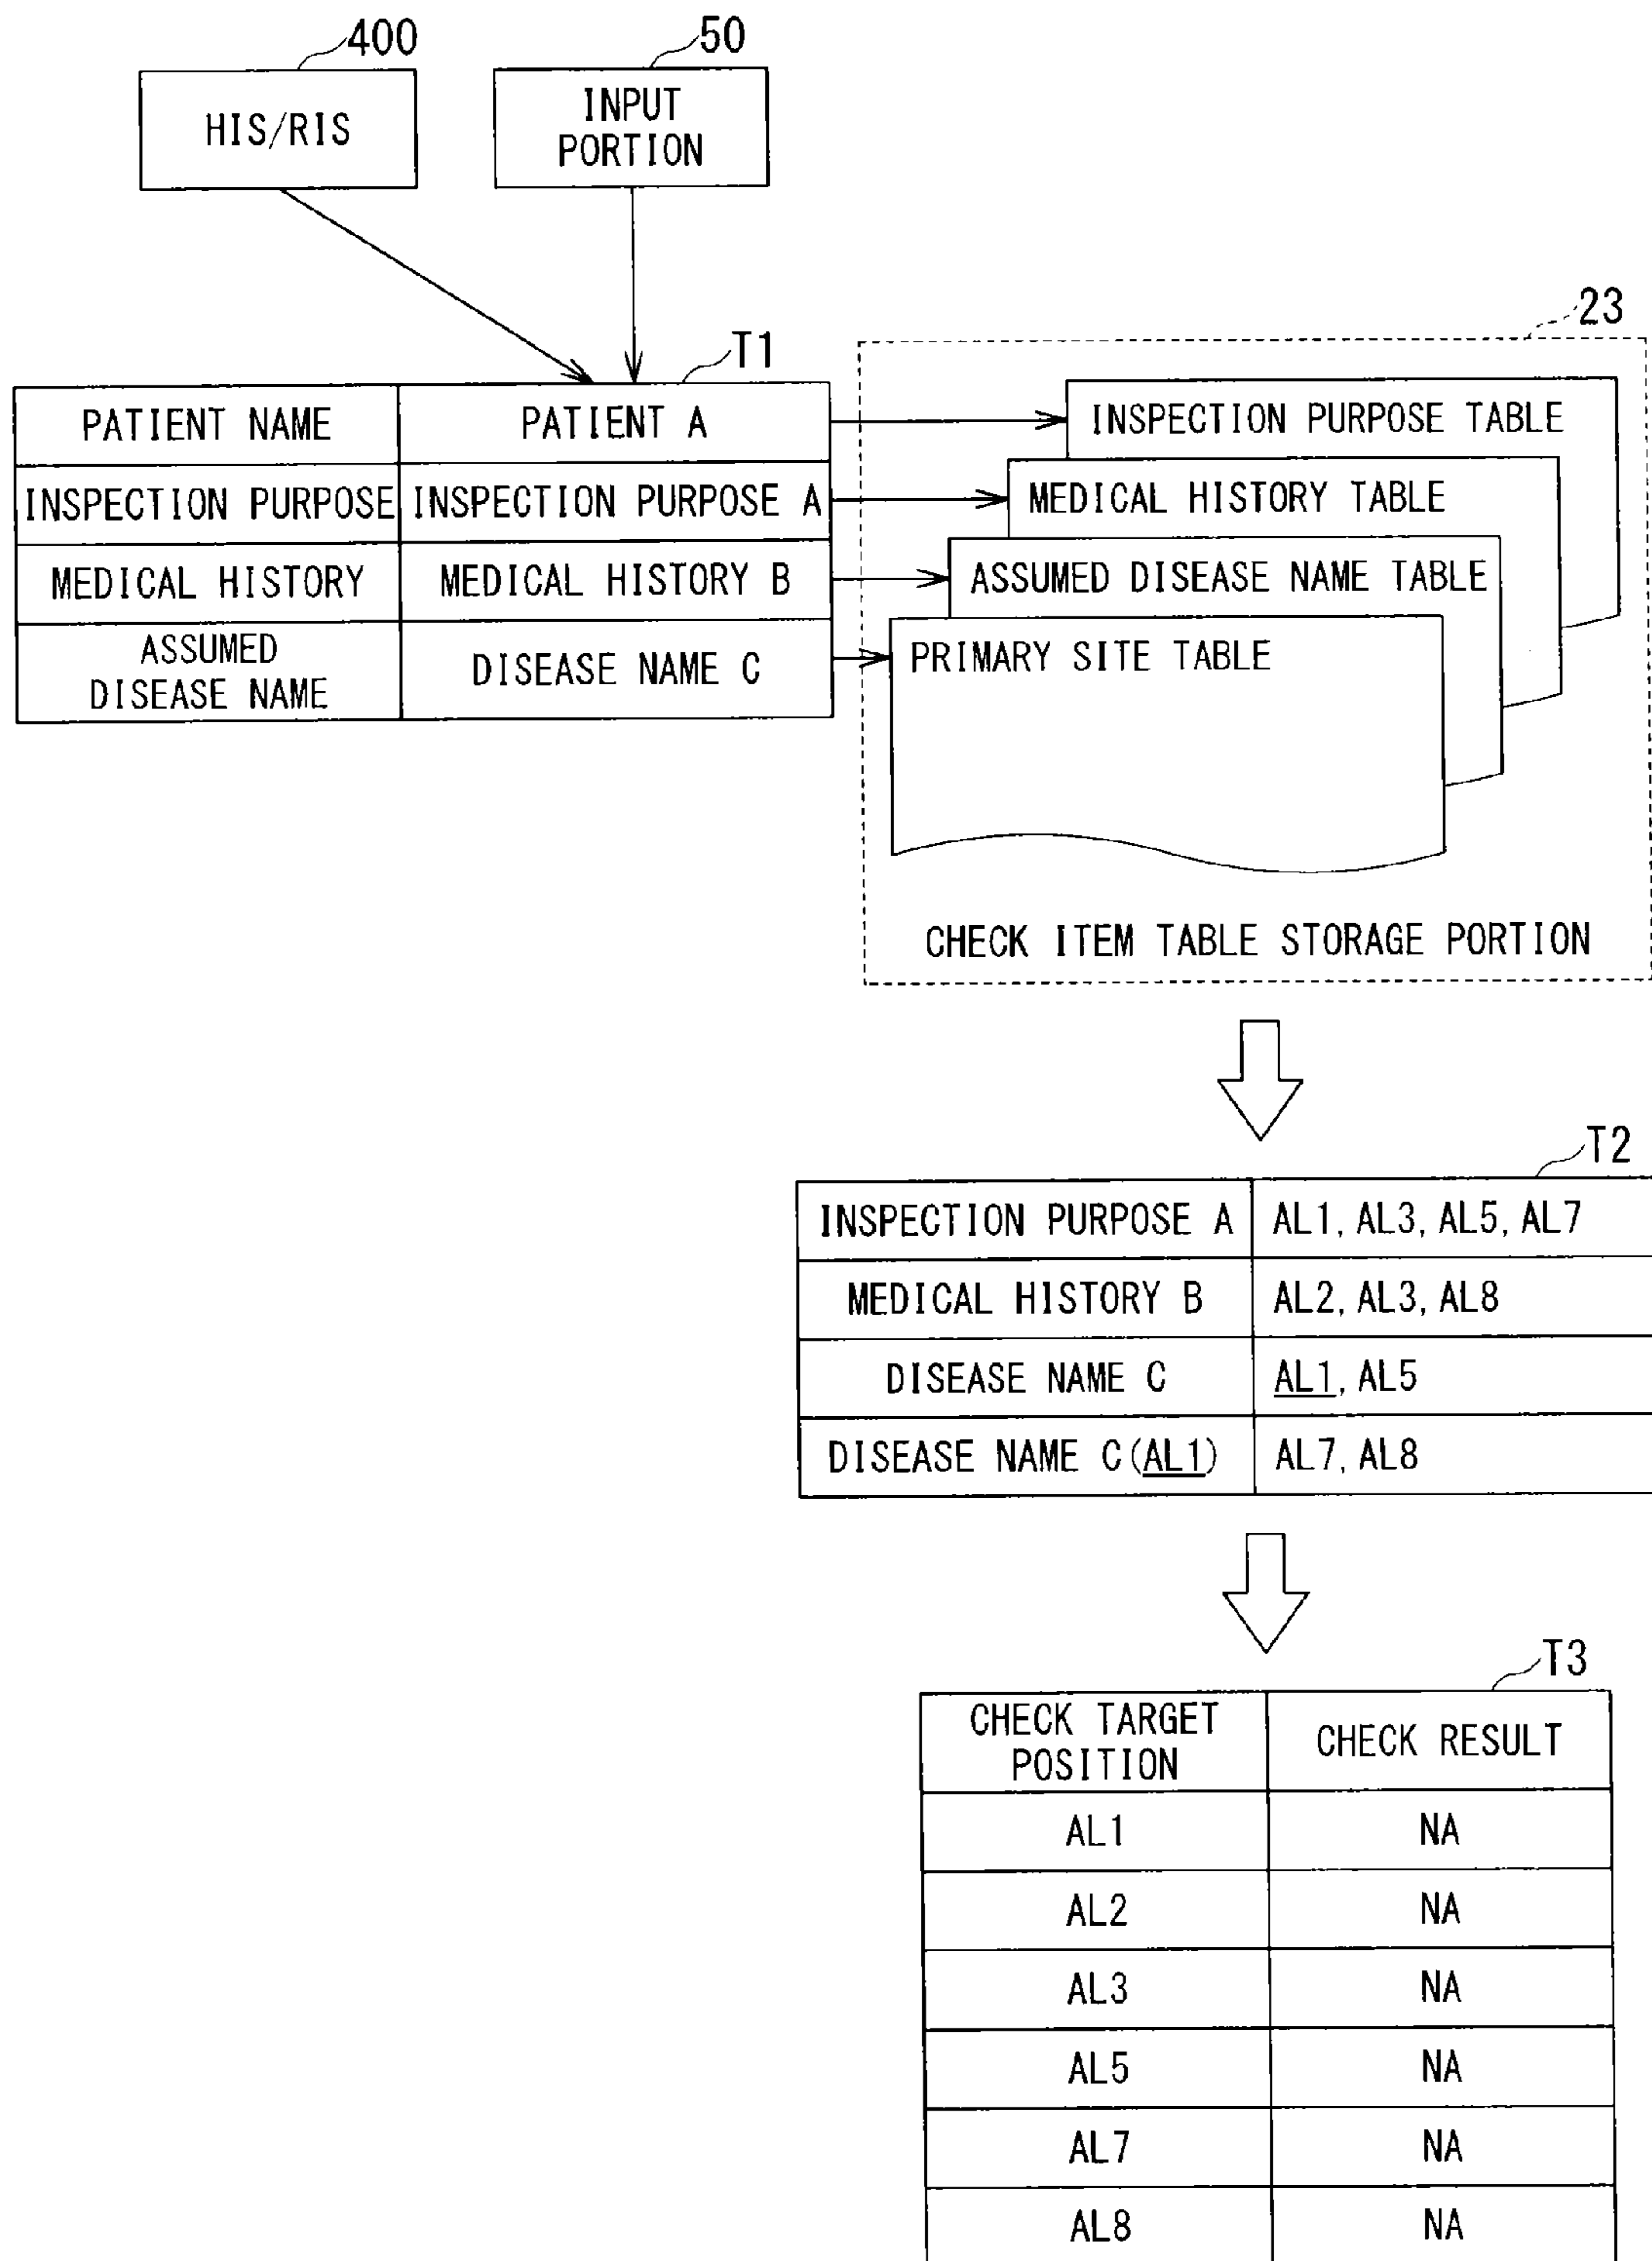 400
50
HIS/RIS
INPUT
PORTION
23
T1
PATIENT NAME
PATIENT A
INSPECTION PURPOSE
INSPECTION PURPOSE A
MEDICAL HISTORY
MEDICAL HISTORY B
ASSUMED
DISEASE NAME
DISEASE NAME C
INSPECTION PURPOSE TABLE
MEDICAL HISTORY TABLE
ASSUMED DISEASE NAME TABLE
PRIMARY SITE TABLE
CHECK ITEM TABLE STORAGE PORTION
T2
INSPECTION PURPOSE A
AL1, AL3, AL5, AL7
MEDICAL HISTORY B
AL2, AL3, AL8
DISEASE NAME C
AL1, AL5
DISEASE NAME C(AL1)
AL7, AL8
T3
CHECK TARGET
POSITION
CHECK RESULT
AL1
NA
AL2
NA
AL3
NA
AL5
NA
AL7
NA
AL8
NA